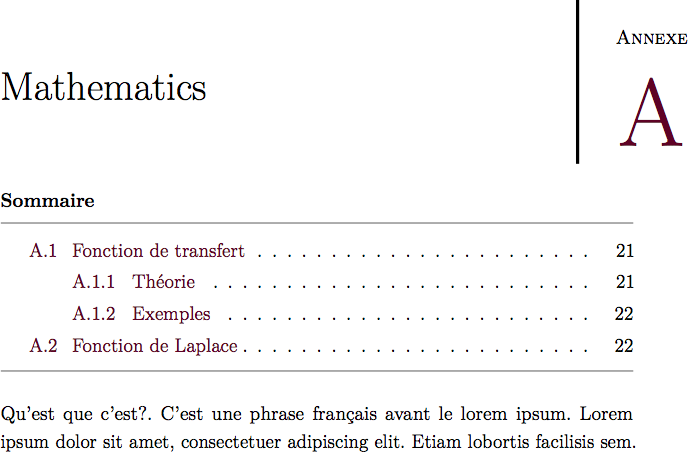 ANNEXE
Mathematics
A
Sommaire
A.1 Fonction de transfert . . . . . . . . . . . . . . . . . . . . . . . 21
A.1.1 Théorie . . . . . . . . . . . . . . . . . . . . . . . . . . 21
A.1.2 Exemples . . . . . . . . . . . . . . . . . . . . . . . . . 22
A.2 Fonction de Laplace . . . . . . . . . . . . . . . . . . . . . . . . 22
Qu'est que c'est?. C'est une phrase français avant le lorem ipsum. Lorem
ipsum dolor sit amet, consectetuer adipiscing elit. Etiam lobortis facilisis sem.